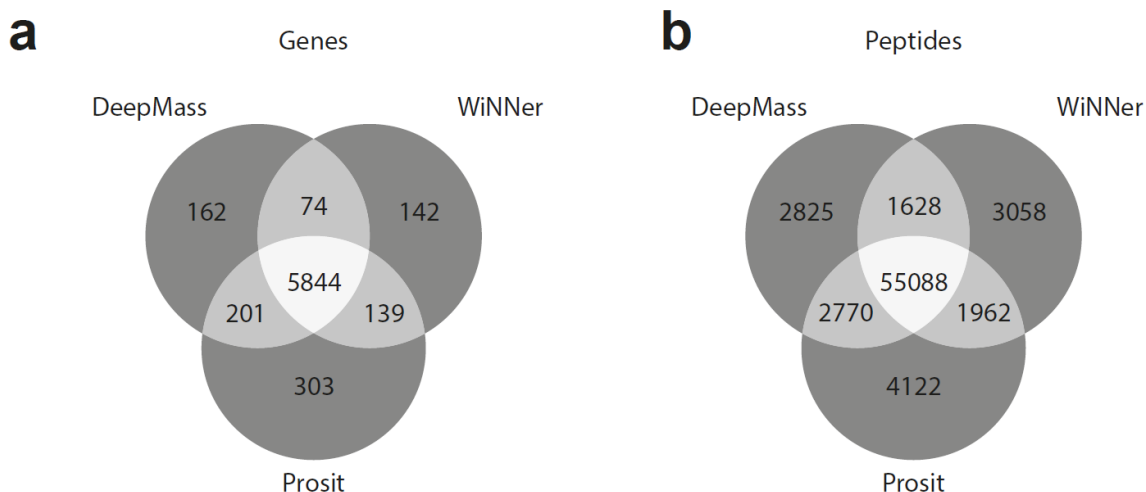 a
Genes
DeepMass
WiNNer
162
74
142
5844
201
139
303
Prosit
b
Peptides
DeepMass
WiNNer
2825
1628
3058
55088
2770
1962
4122
Prosit